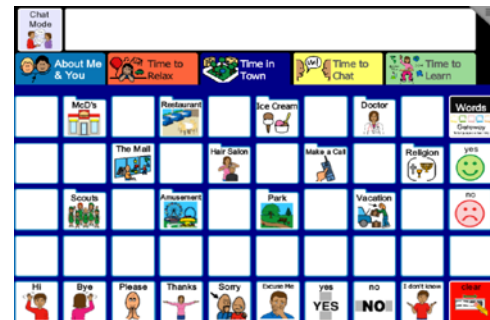 Chat
Mode
About Me
& You
Time to
Relax
Time In
Town
Time to
Chat
Time to
Learn
McD's
Restaurant
Ice Cream
Doctor
Words
Gateway
The Mall
Hair Salon
Make a Call
Religion
yes
Scouts
Amusement
Park
Vacation
no
Hi
Bye
Please
Thanks
Sorry
Excuse Me
yes
YES
no
NO
I don't know
clear